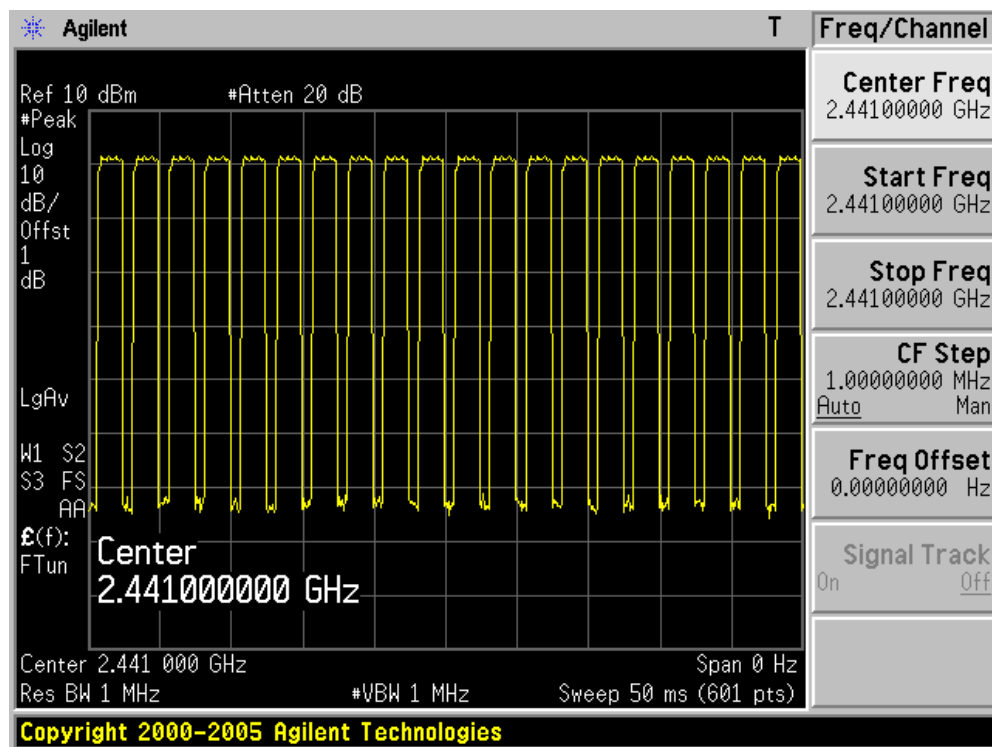 Agilent T Freq/Channel
Ref 10 dBm #Atten 20 dB
#Peak
Log
10
dB/
Offst
1
dB
LgAv
W1 S2
S3 FS
AA
£(f):
FTun
Center
2.441000000 GHz
Center 2.441 000 GHz Span 0 Hz
Res BW 1 MHz #VBW 1 MHz Sweep 50 ms (601 pts)
Copyright 2000-2005 Agilent Technologies
Center Freq
2.44100000 GHz
Start Freq
2.44100000 GHz
Stop Freq
2.44100000 GHz
CF Step
1.00000000 MHz
Auto Man
Freq Offset
0.00000000 Hz
Signal Track
On Off